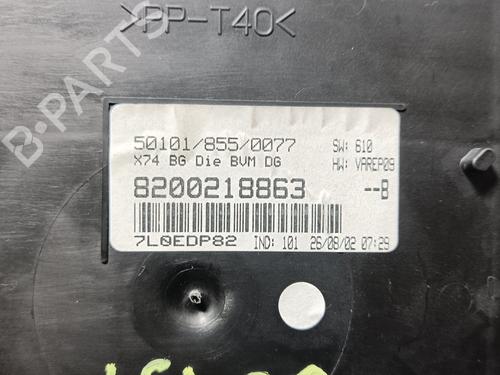 >PP-T40<
50101/855/0077
SW: 610
X74 BG Die BVM DG
HW: VAREP09
8200218863
--B
7L0EDP82
IND: 101 26/08/02 07:29